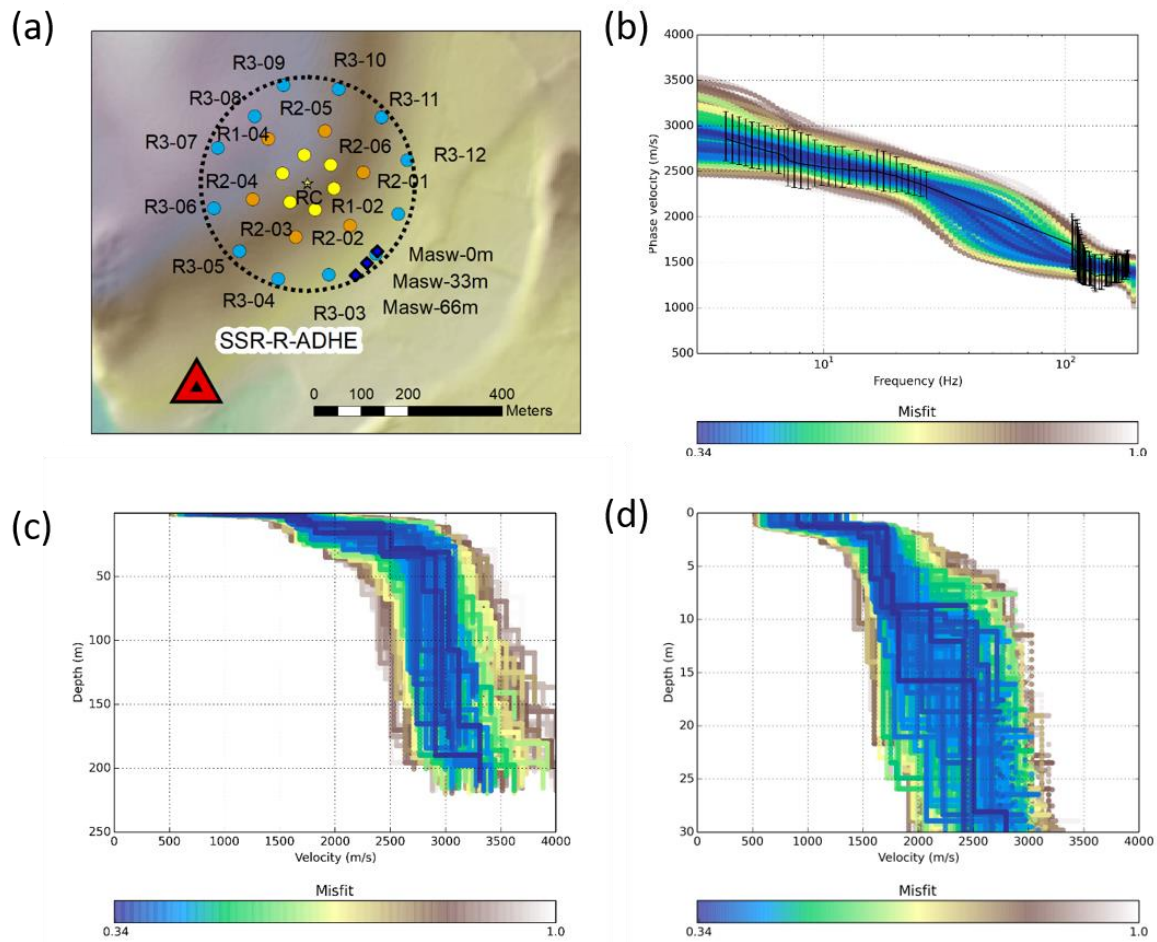 (a)
R3-09
R3-10
R3-08
R2-05
R3-11
R3-07
R1-04
R2-06
R3-12
R2-04
R2-01
R3-06
RC
R1-02
R2-03
R2-02
R3-05
Masw-0m
R3-04
Masw-33m
R3-03
Masw-66m
SSR-R-ADHE
0 100 200 400
Meters
(b)
4000
3500
3000
2500
2000
1500
1000
500
Phase velocity (m/s)
10^1 10^2
Frequency (Hz)
Misfit
0.34 1.0
(c)
50
100
150
200
250
Depth (m)
0 500 1000 1500 2000 2500 3000 3500 4000
Velocity (m/s)
Misfit
0.34 1.0
(d)
0
5
10
15
20
25
30
Depth (m)
0 500 1000 1500 2000 2500 3000 3500 4000
Velocity (m/s)
Misfit
0.34 1.0